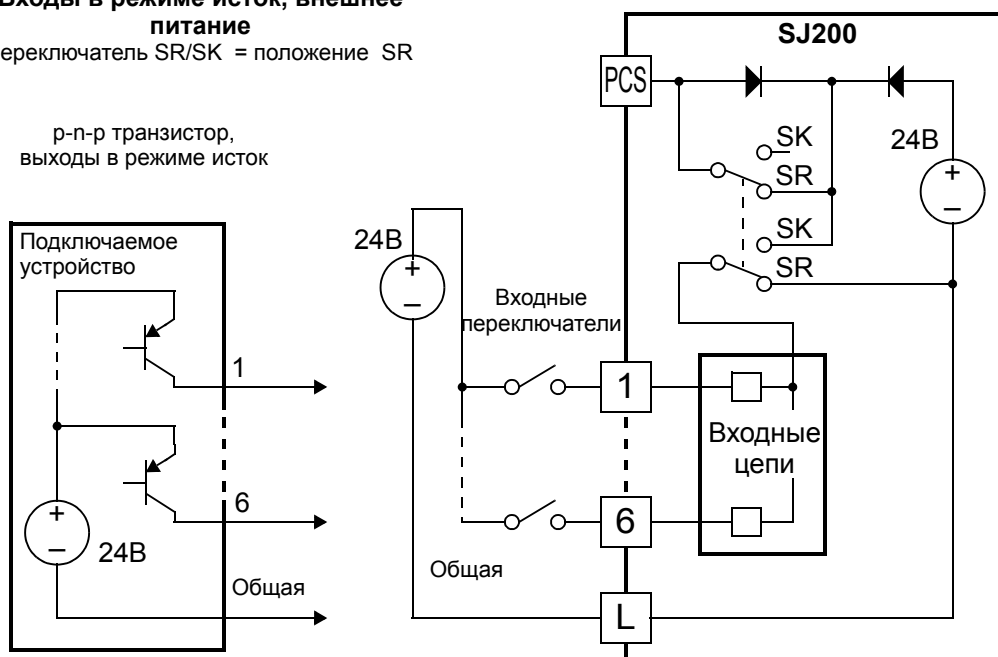 Входы в режиме исток, внешнее
питание
ереключатель SR/SK = положение SR
p-n-p транзистор,
выходы в режиме исток
SJ200
PCS
SK
SR
SK
SR
24В
+
–
Подключаемое
устройство
1
6
+
–
24В
Общая
24В
+
–
Входные
переключатели
1
6
L
Общая
Входные
цепи